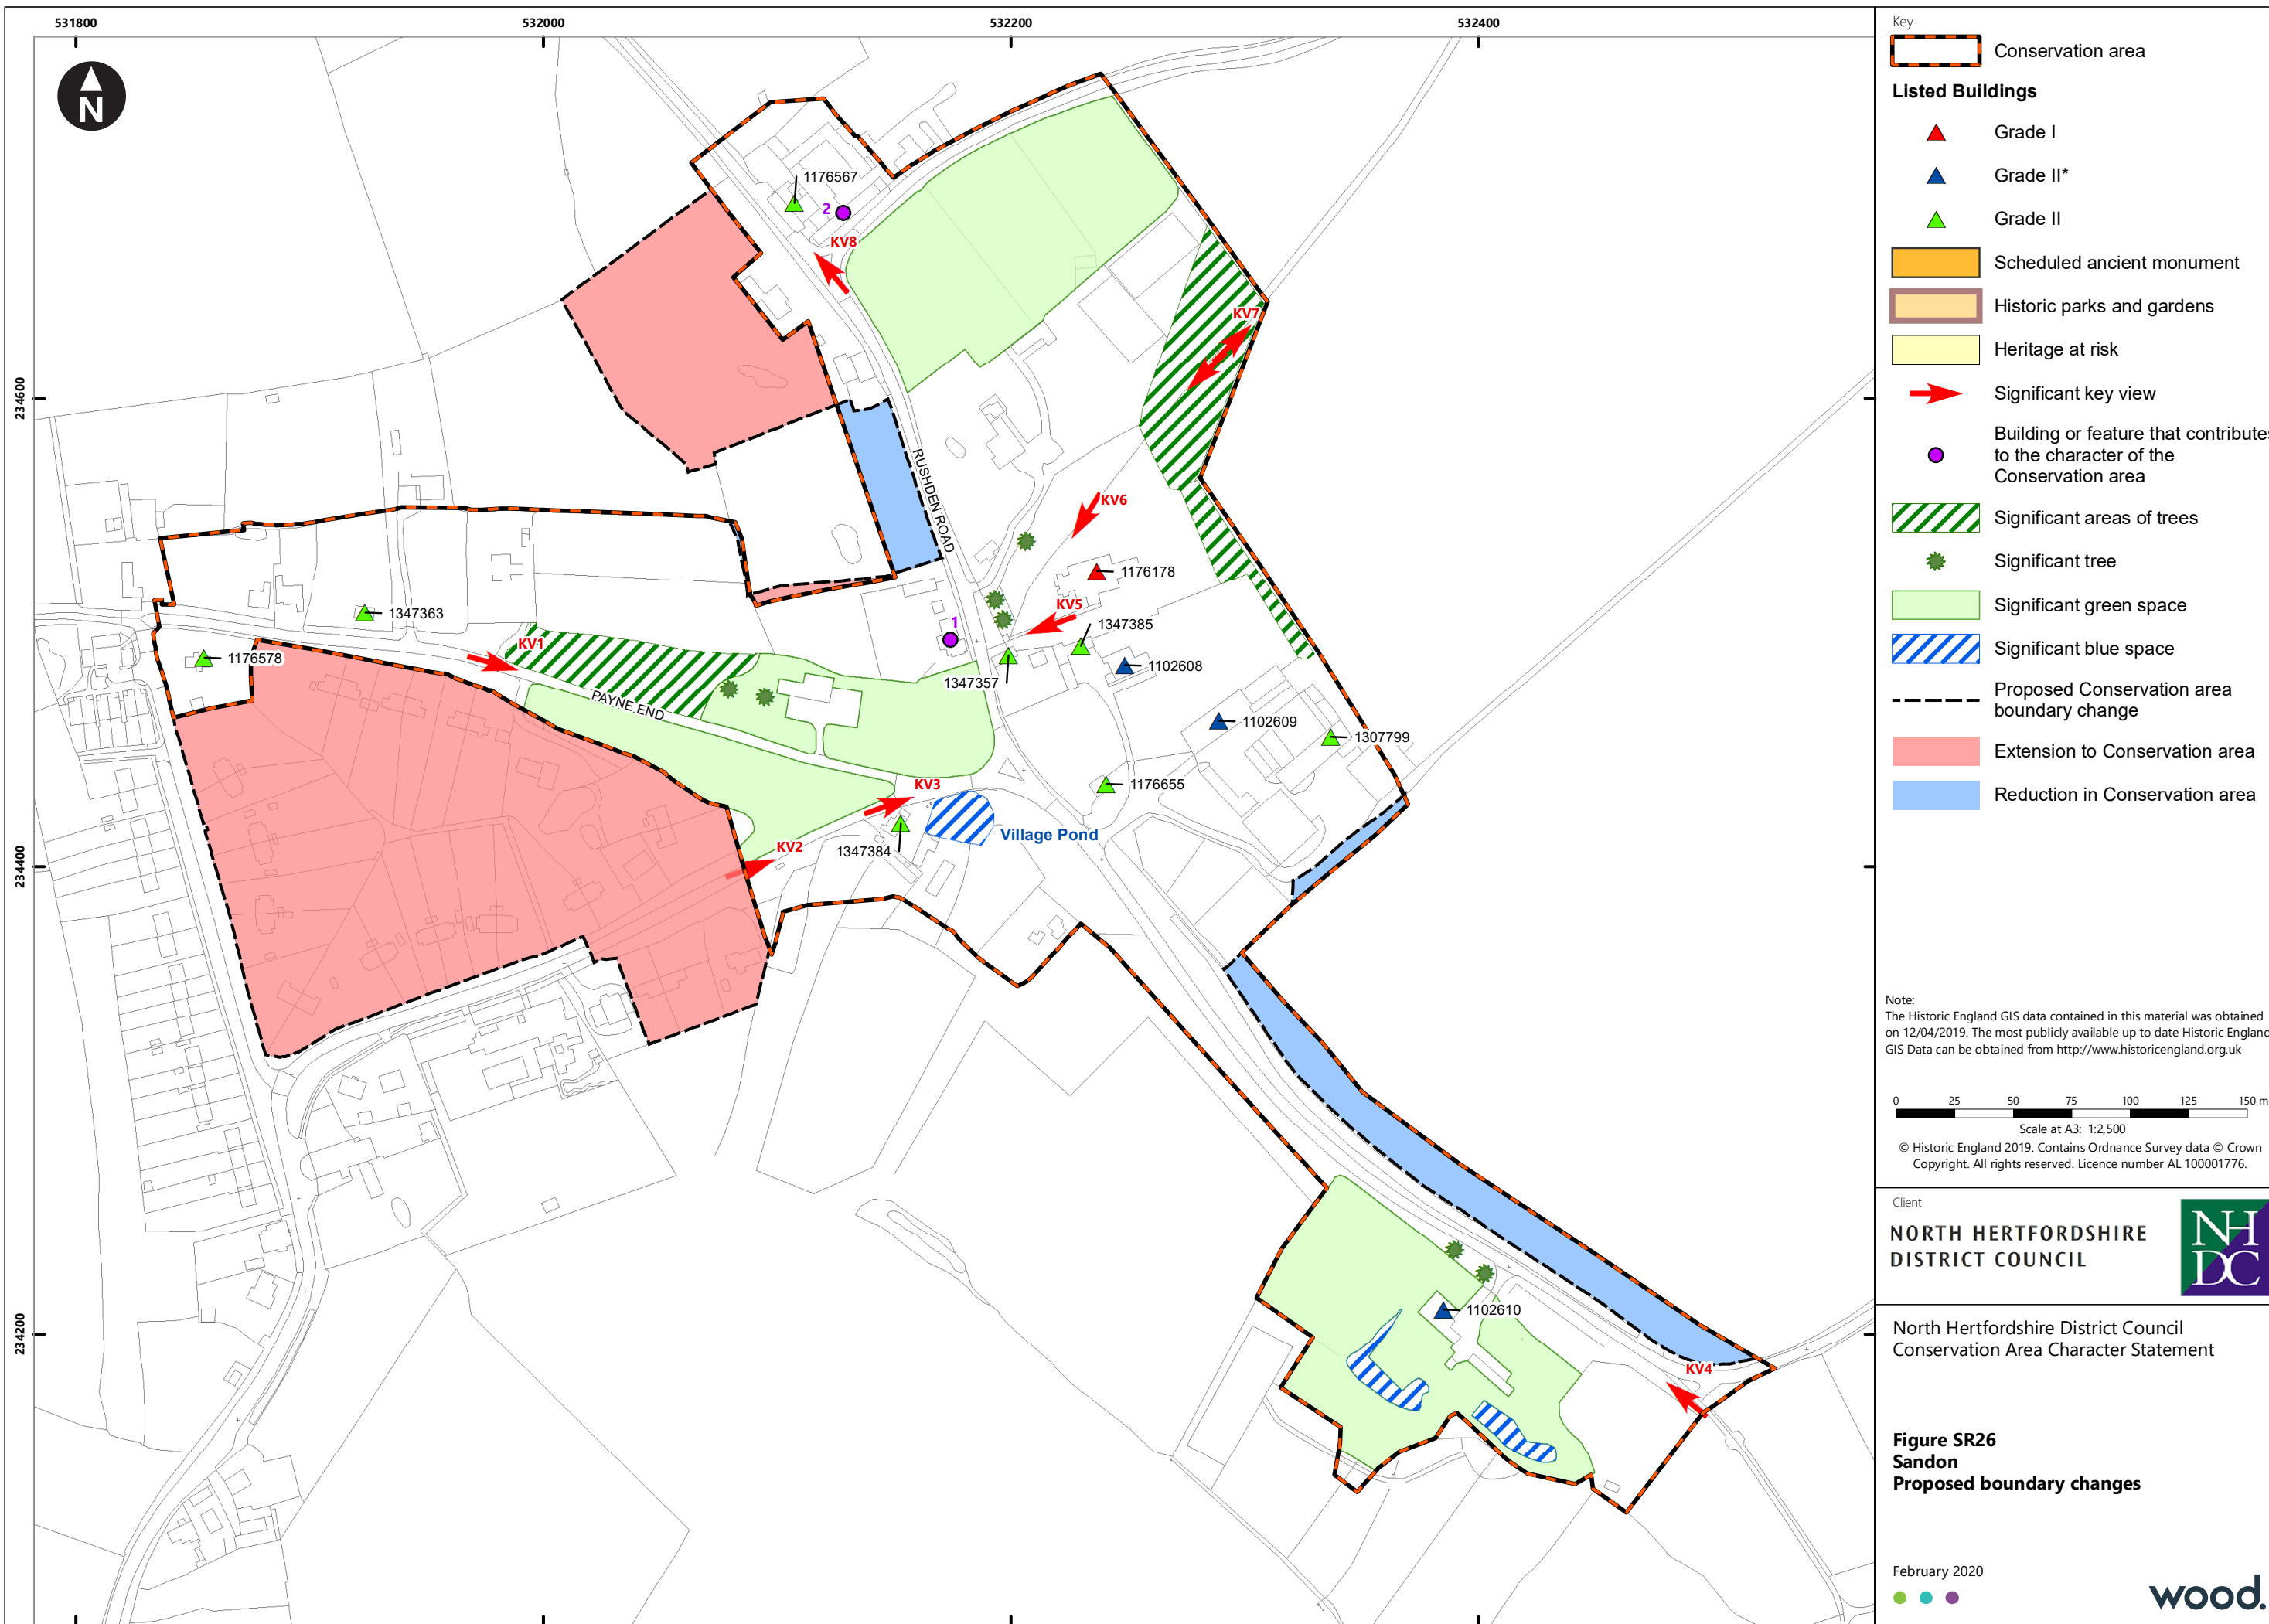 531800
532000
532200
532400
234600
234400
234200
N
1176567
2
KV8
KV7
RUSHDEN ROAD
KV6
1176178
KV5
1347385
1
1102608
1347357
1347363
1176578
KV1
PAYNE END
1102609
1307799
1176655
KV3
Village Pond
KV2
1347384
1102610
KV4
Key
Conservation area
Listed Buildings
Grade I
Grade II*
Grade II
Scheduled ancient monument
Historic parks and gardens
Heritage at risk
Significant key view
Building or feature that contributes
to the character of the
Conservation area
Significant areas of trees
Significant tree
Significant green space
Significant blue space
Proposed Conservation area
boundary change
Extension to Conservation area
Reduction in Conservation area
Note:
The Historic England GIS data contained in this material was obtained
on 12/04/2019. The most publicly available up to date Historic England
GIS Data can be obtained from http://www.historicengland.org.uk
0 25 50 75 100 125 150 m
Scale at A3: 1:2,500
© Historic England 2019. Contains Ordnance Survey data © Crown
Copyright. All rights reserved. Licence number AL 100001776.
Client
NORTH HERTFORDSHIRE
DISTRICT COUNCIL
NH
DC
North Hertfordshire District Council
Conservation Area Character Statement
Figure SR26
Sandon
Proposed boundary changes
February 2020
wood.